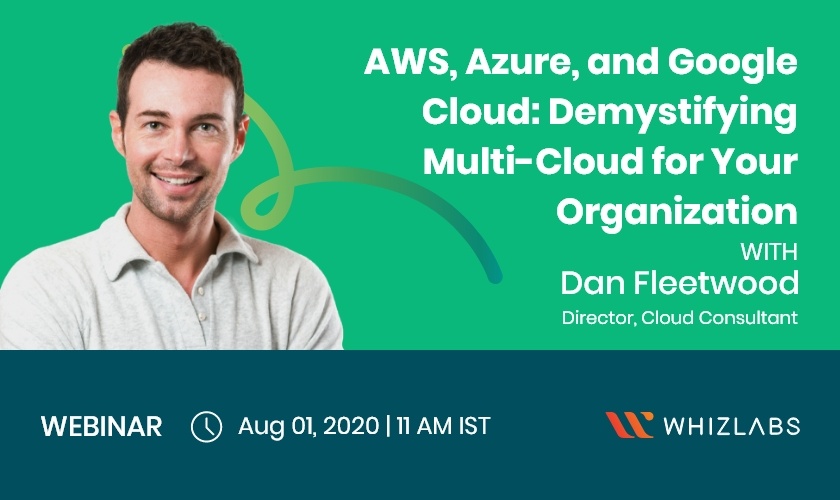 AWS, Azure, and Google
Cloud: Demystifying
Multi-Cloud for Your
Organization
WITH
Dan Fleetwood
Director, Cloud Consultant
WEBINAR
Aug 01, 2020 | 11 AM IST
WHIZLABS